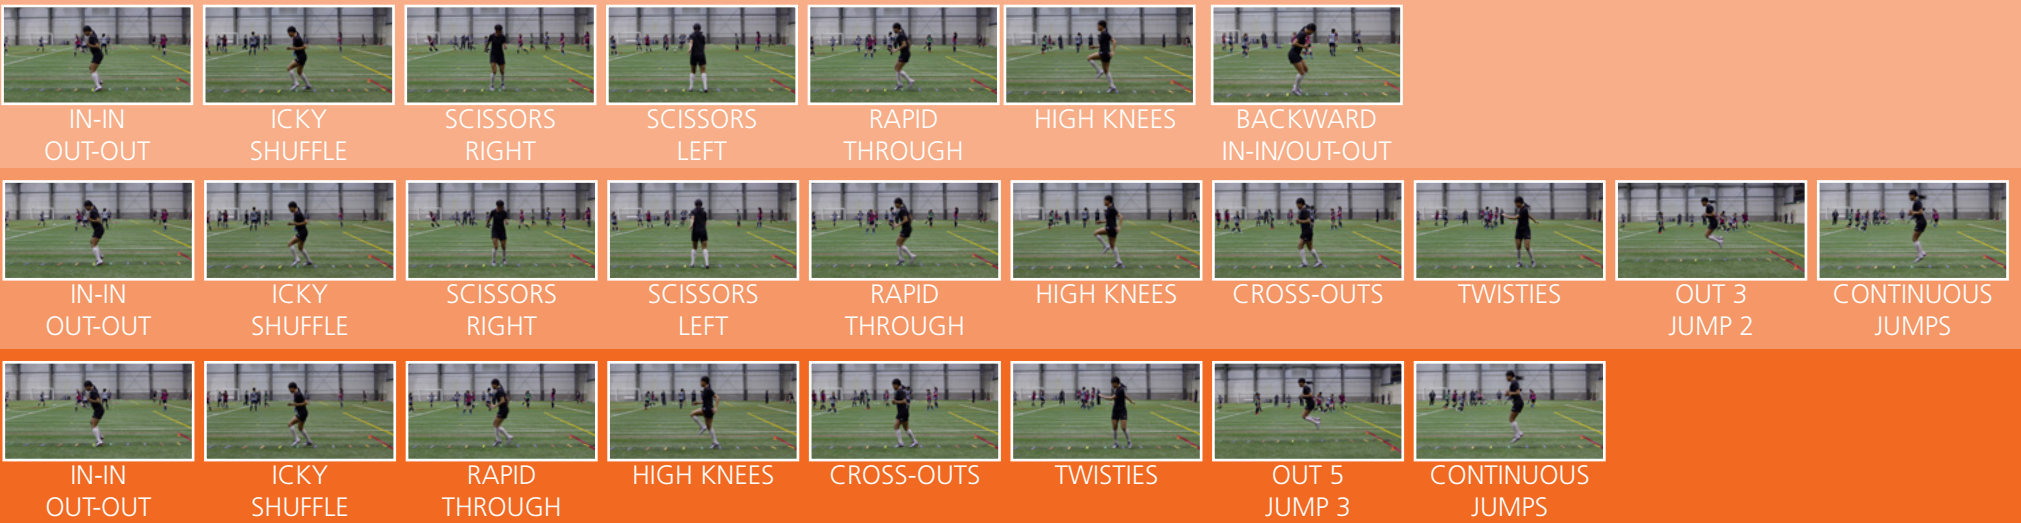 IN-IN
OUT-OUT
ICKY
SHUFFLE
SCISSORS
RIGHT
SCISSORS
LEFT
RAPID
THROUGH
HIGH KNEES
BACKWARD
IN-IN/OUT-OUT
IN-IN
OUT-OUT
ICKY
SHUFFLE
SCISSORS
RIGHT
SCISSORS
LEFT
RAPID
THROUGH
HIGH KNEES
CROSS-OUTS
TWISTIES
OUT 3
JUMP 2
CONTINUOUS
JUMPS
IN-IN
OUT-OUT
ICKY
SHUFFLE
RAPID
THROUGH
HIGH KNEES
CROSS-OUTS
TWISTIES
OUT 5
JUMP 3
CONTINUOUS
JUMPS